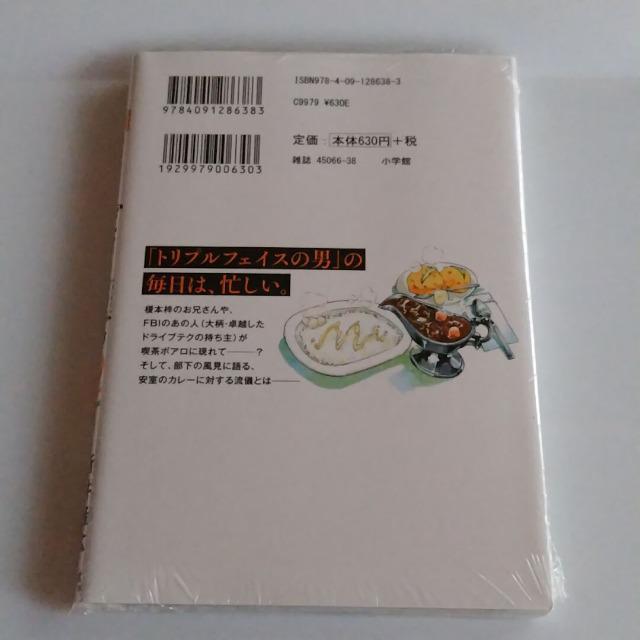 ISBN978-4-09-128638-3
9784091286383
C9979 ¥630E
定価:本体630円+税
1929979006303
雑誌 45066-38 小学館
「トリプルフェイスの男」の
毎日は、忙しい。
榎本梓のお兄さんや、
FBIのあの人(大柄・卓越した
ドライブテクの持ち主)が
喫茶ポアロに現れて―――?
そして、部下の風見に語る、
安室のカレーに対する流儀とは―――